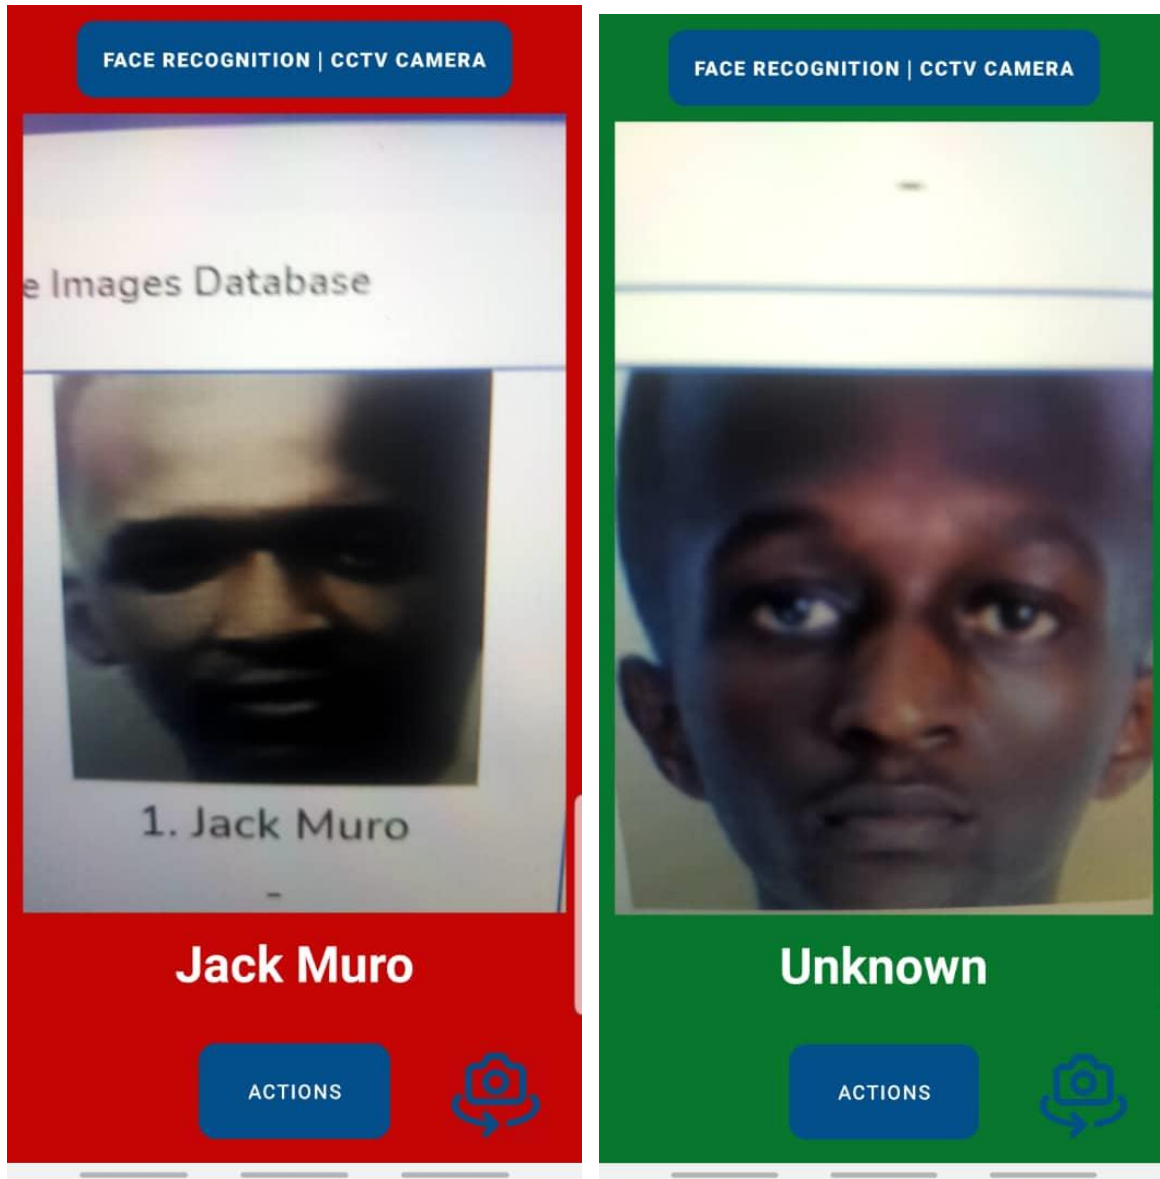 FACE RECOGNITION | CCTV CAMERA
e Images Database
1. Jack Muro
Jack Muro
ACTIONS
FACE RECOGNITION | CCTV CAMERA
Unknown
ACTIONS